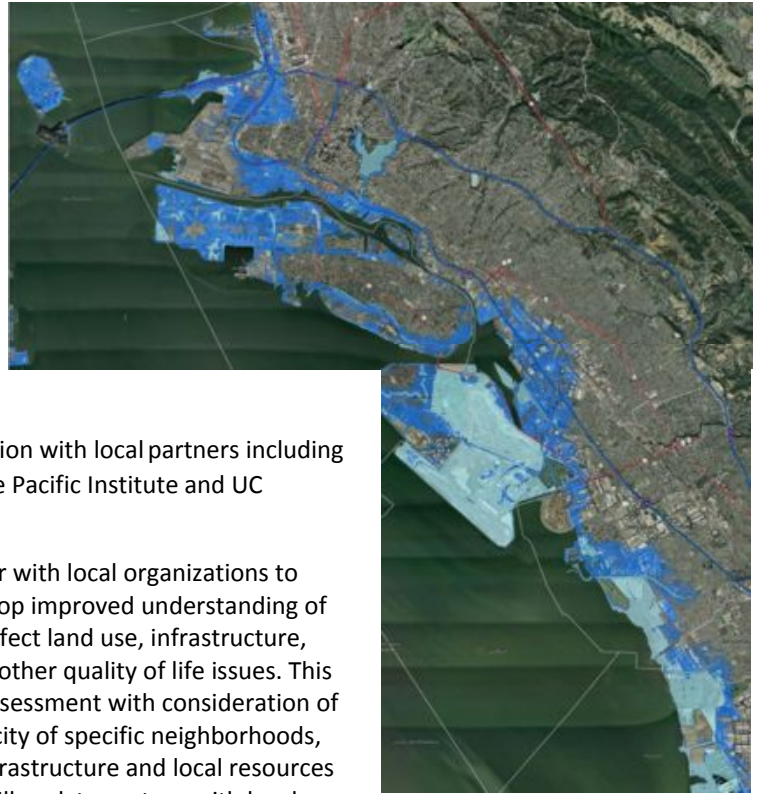 tion with local partners including
e Pacific Institute and UC
r with local organizations to
op improved understanding of
fect land use, infrastructure,
other quality of life issues. This
sessment with consideration of
city of specific neighborhoods,
rastructure and local resources